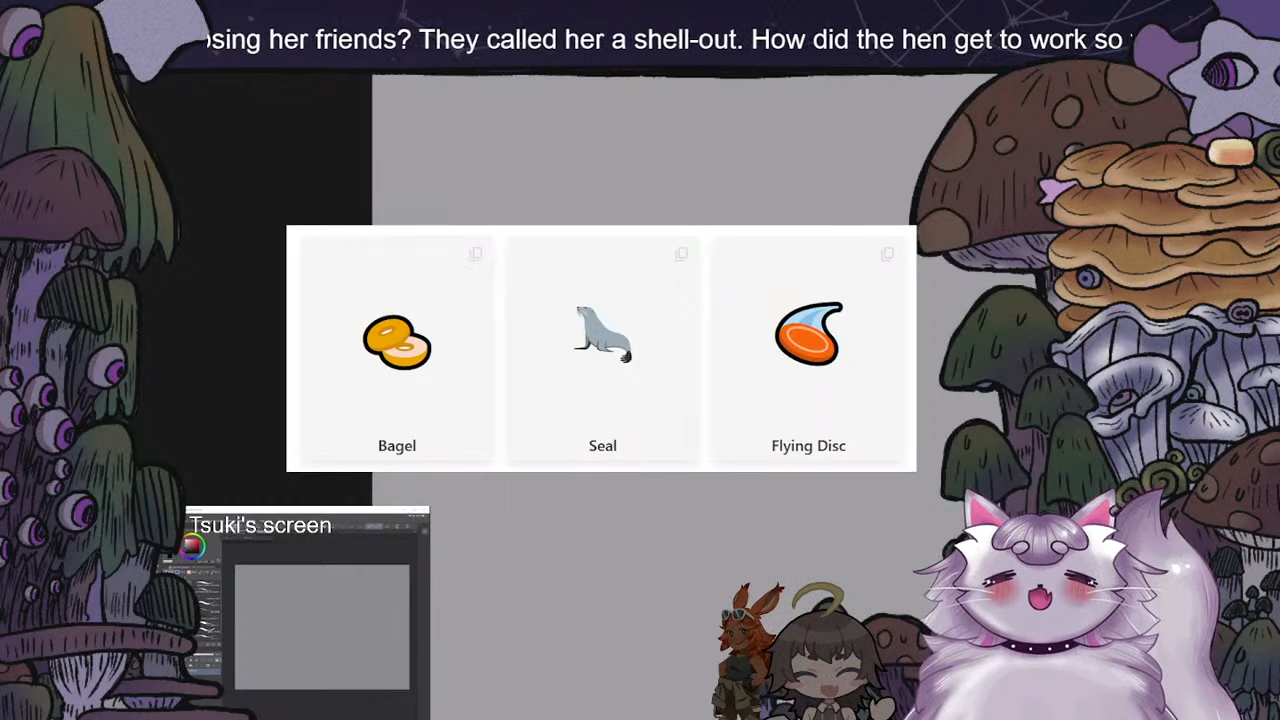 her friends? They called her a shell-out. How did the hen get to work so
Bagel
Seal
Flying Disc
Tsuki's screen